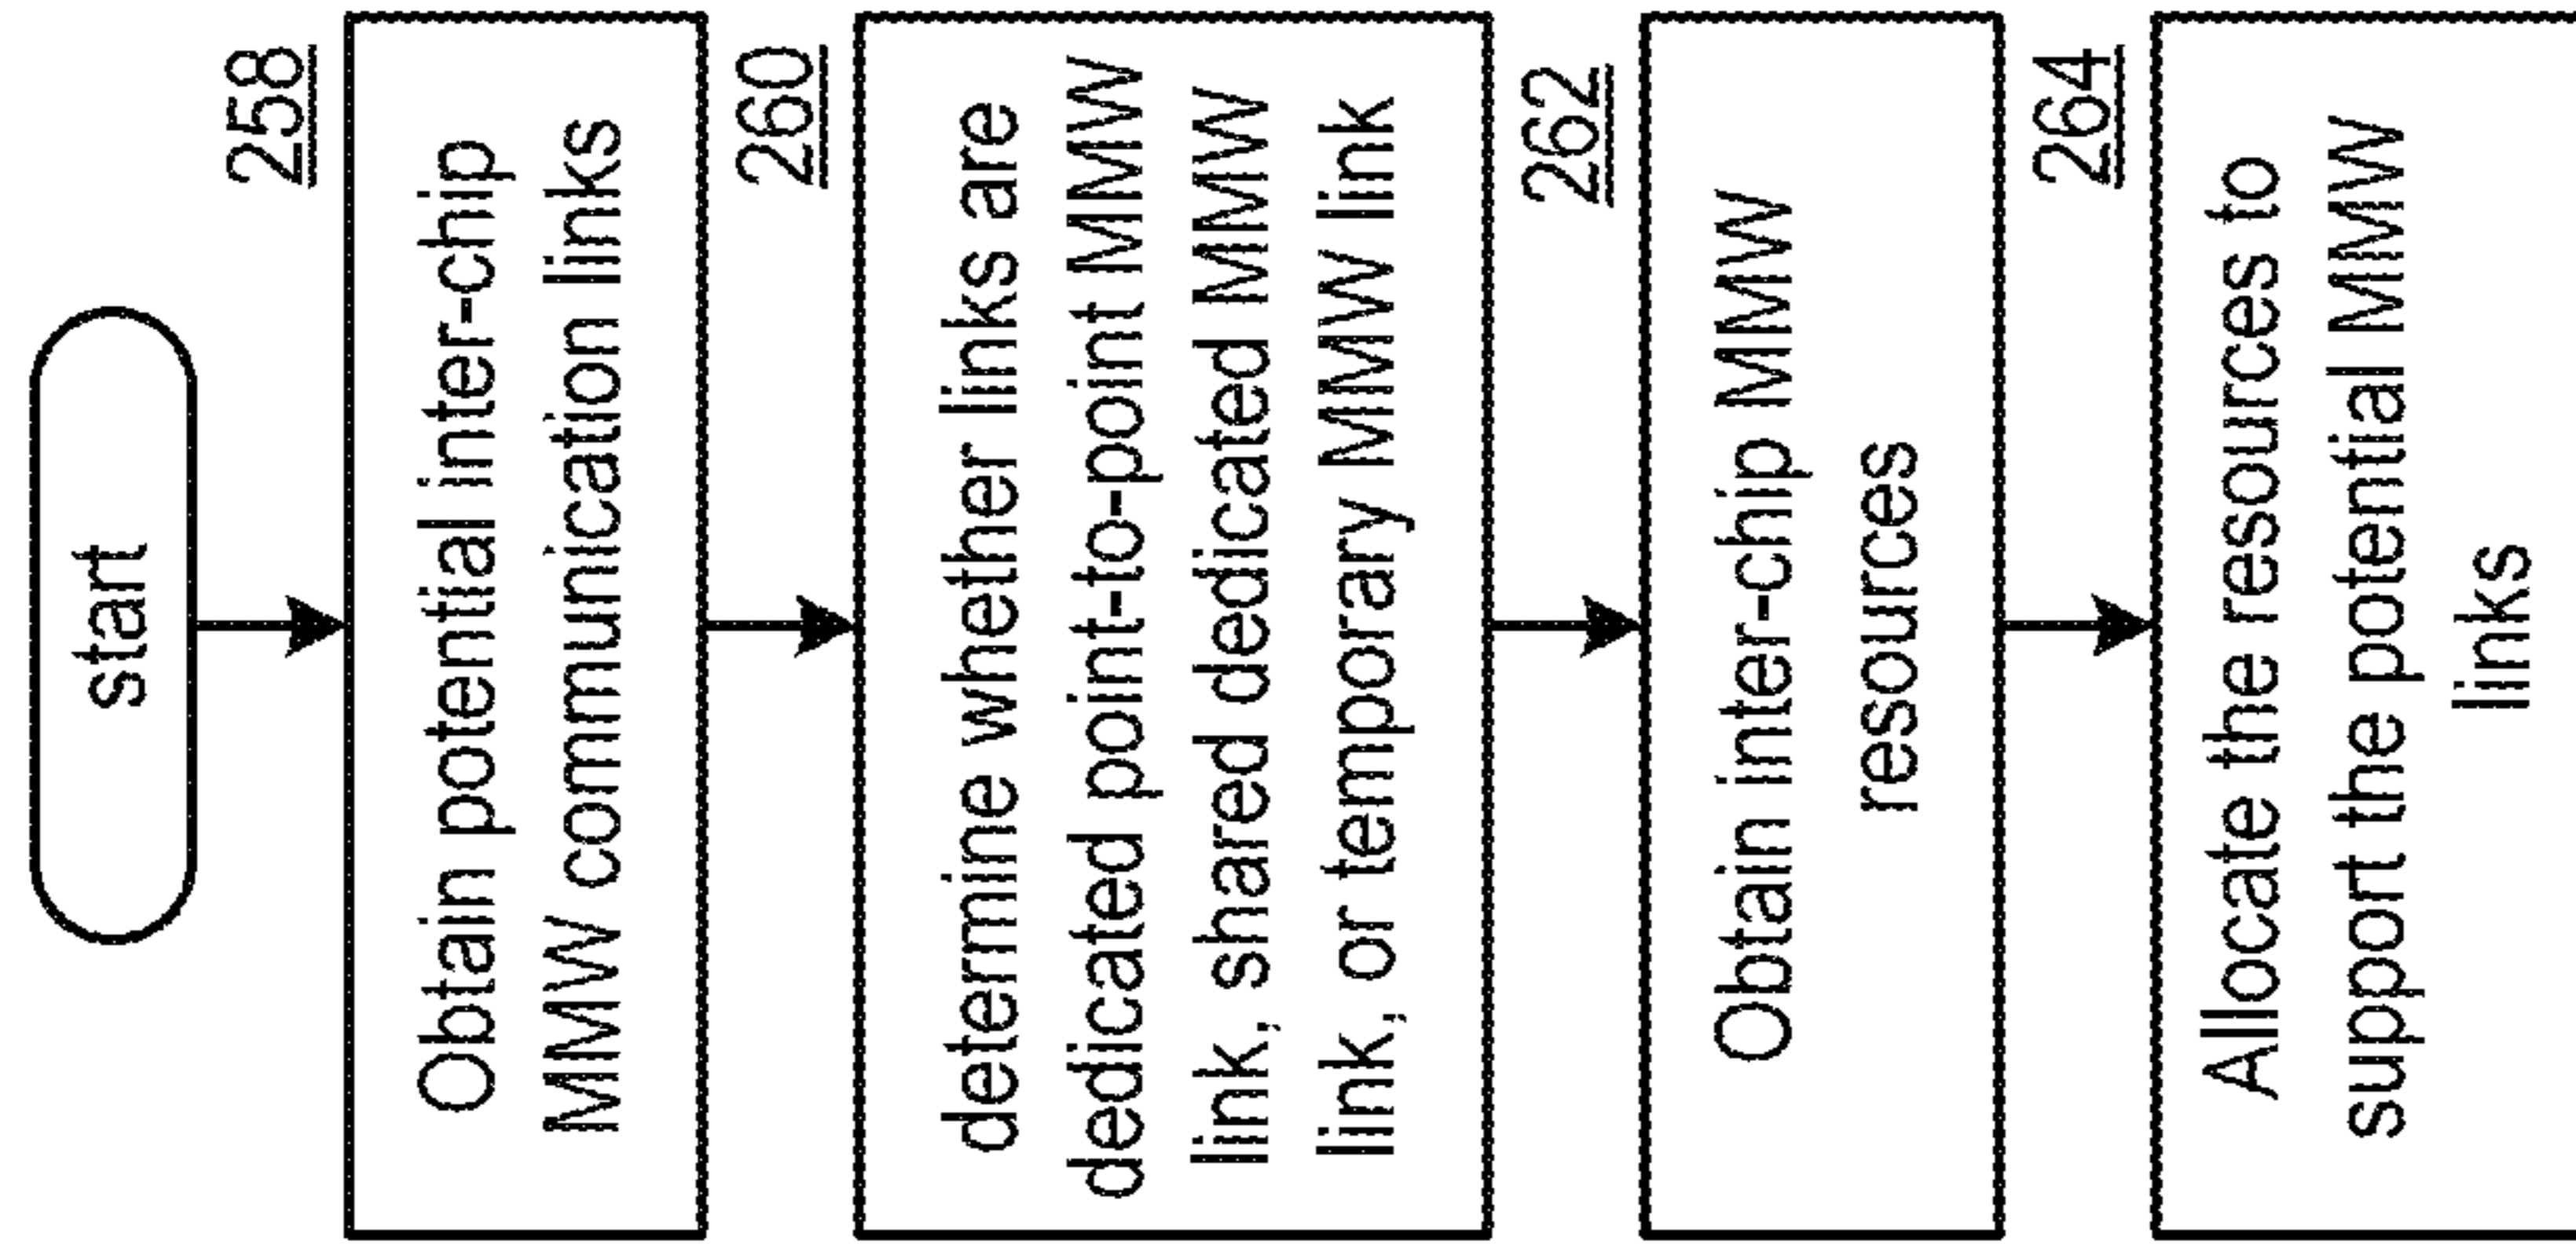 start
258
Obtain potential inter-chip
MMW communication links
260
determine whether links are
dedicated point-to-point MMW
link, shared dedicated MMW
link, or temporary MMW link
262
Obtain inter-chip MMW
resources
264
Allocate the resources to
support the potential MMW
links